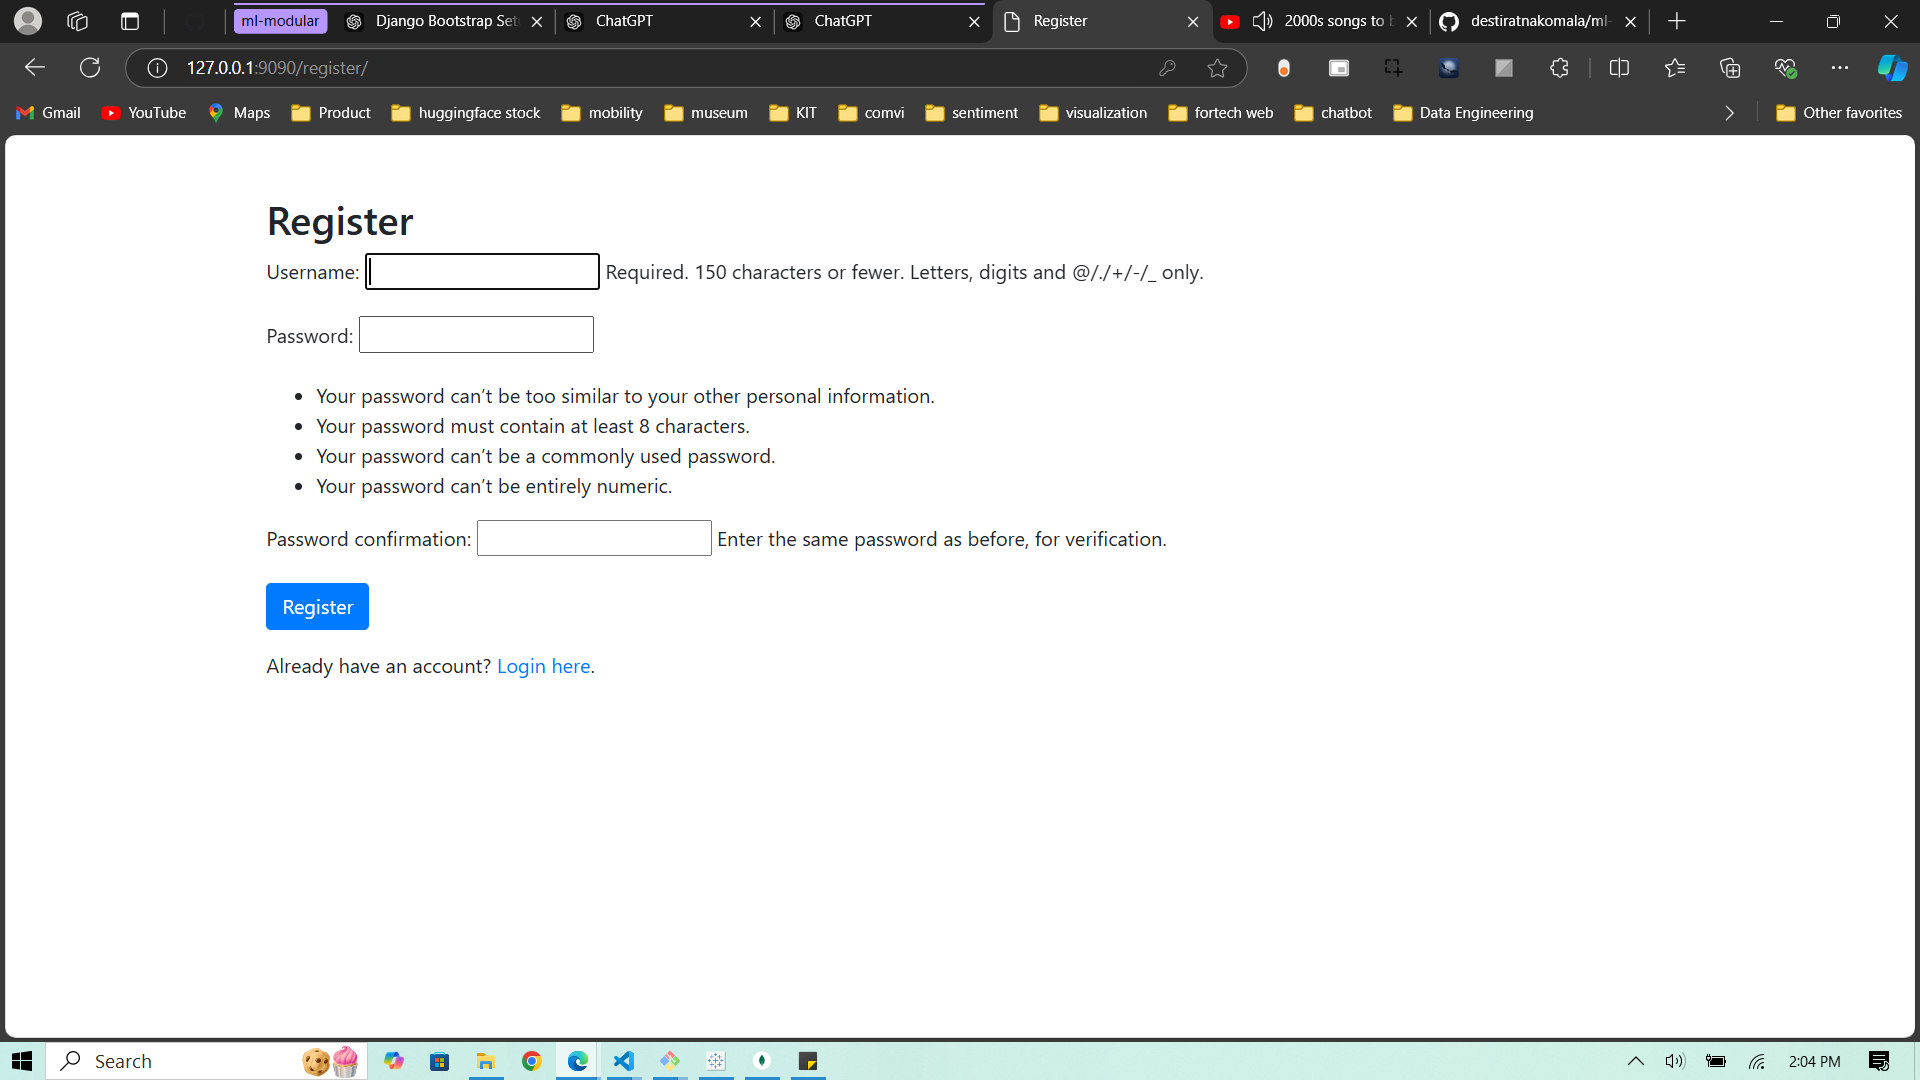 ml-modular
Django Bootstrap Set
ChatGPT
ChatGPT
Register
2000s songs to b
destiratnakomala/ml-
127.0.0.1:9090/register/
Gmail
YouTube
Maps
Product
huggingface stock
mobility
museum
KIT
comvi
sentiment
visualization
fortech web
chatbot
Data Engineering
Other favorites
Register
Username: Required. 150 characters or fewer. Letters, digits and @/./+/-/_ only.
Password:
Your password can’t be too similar to your other personal information.
Your password must contain at least 8 characters.
Your password can’t be a commonly used password.
Your password can’t be entirely numeric.
Password confirmation: Enter the same password as before, for verification.
Register
Already have an account? Login here.
Search
2:04 PM